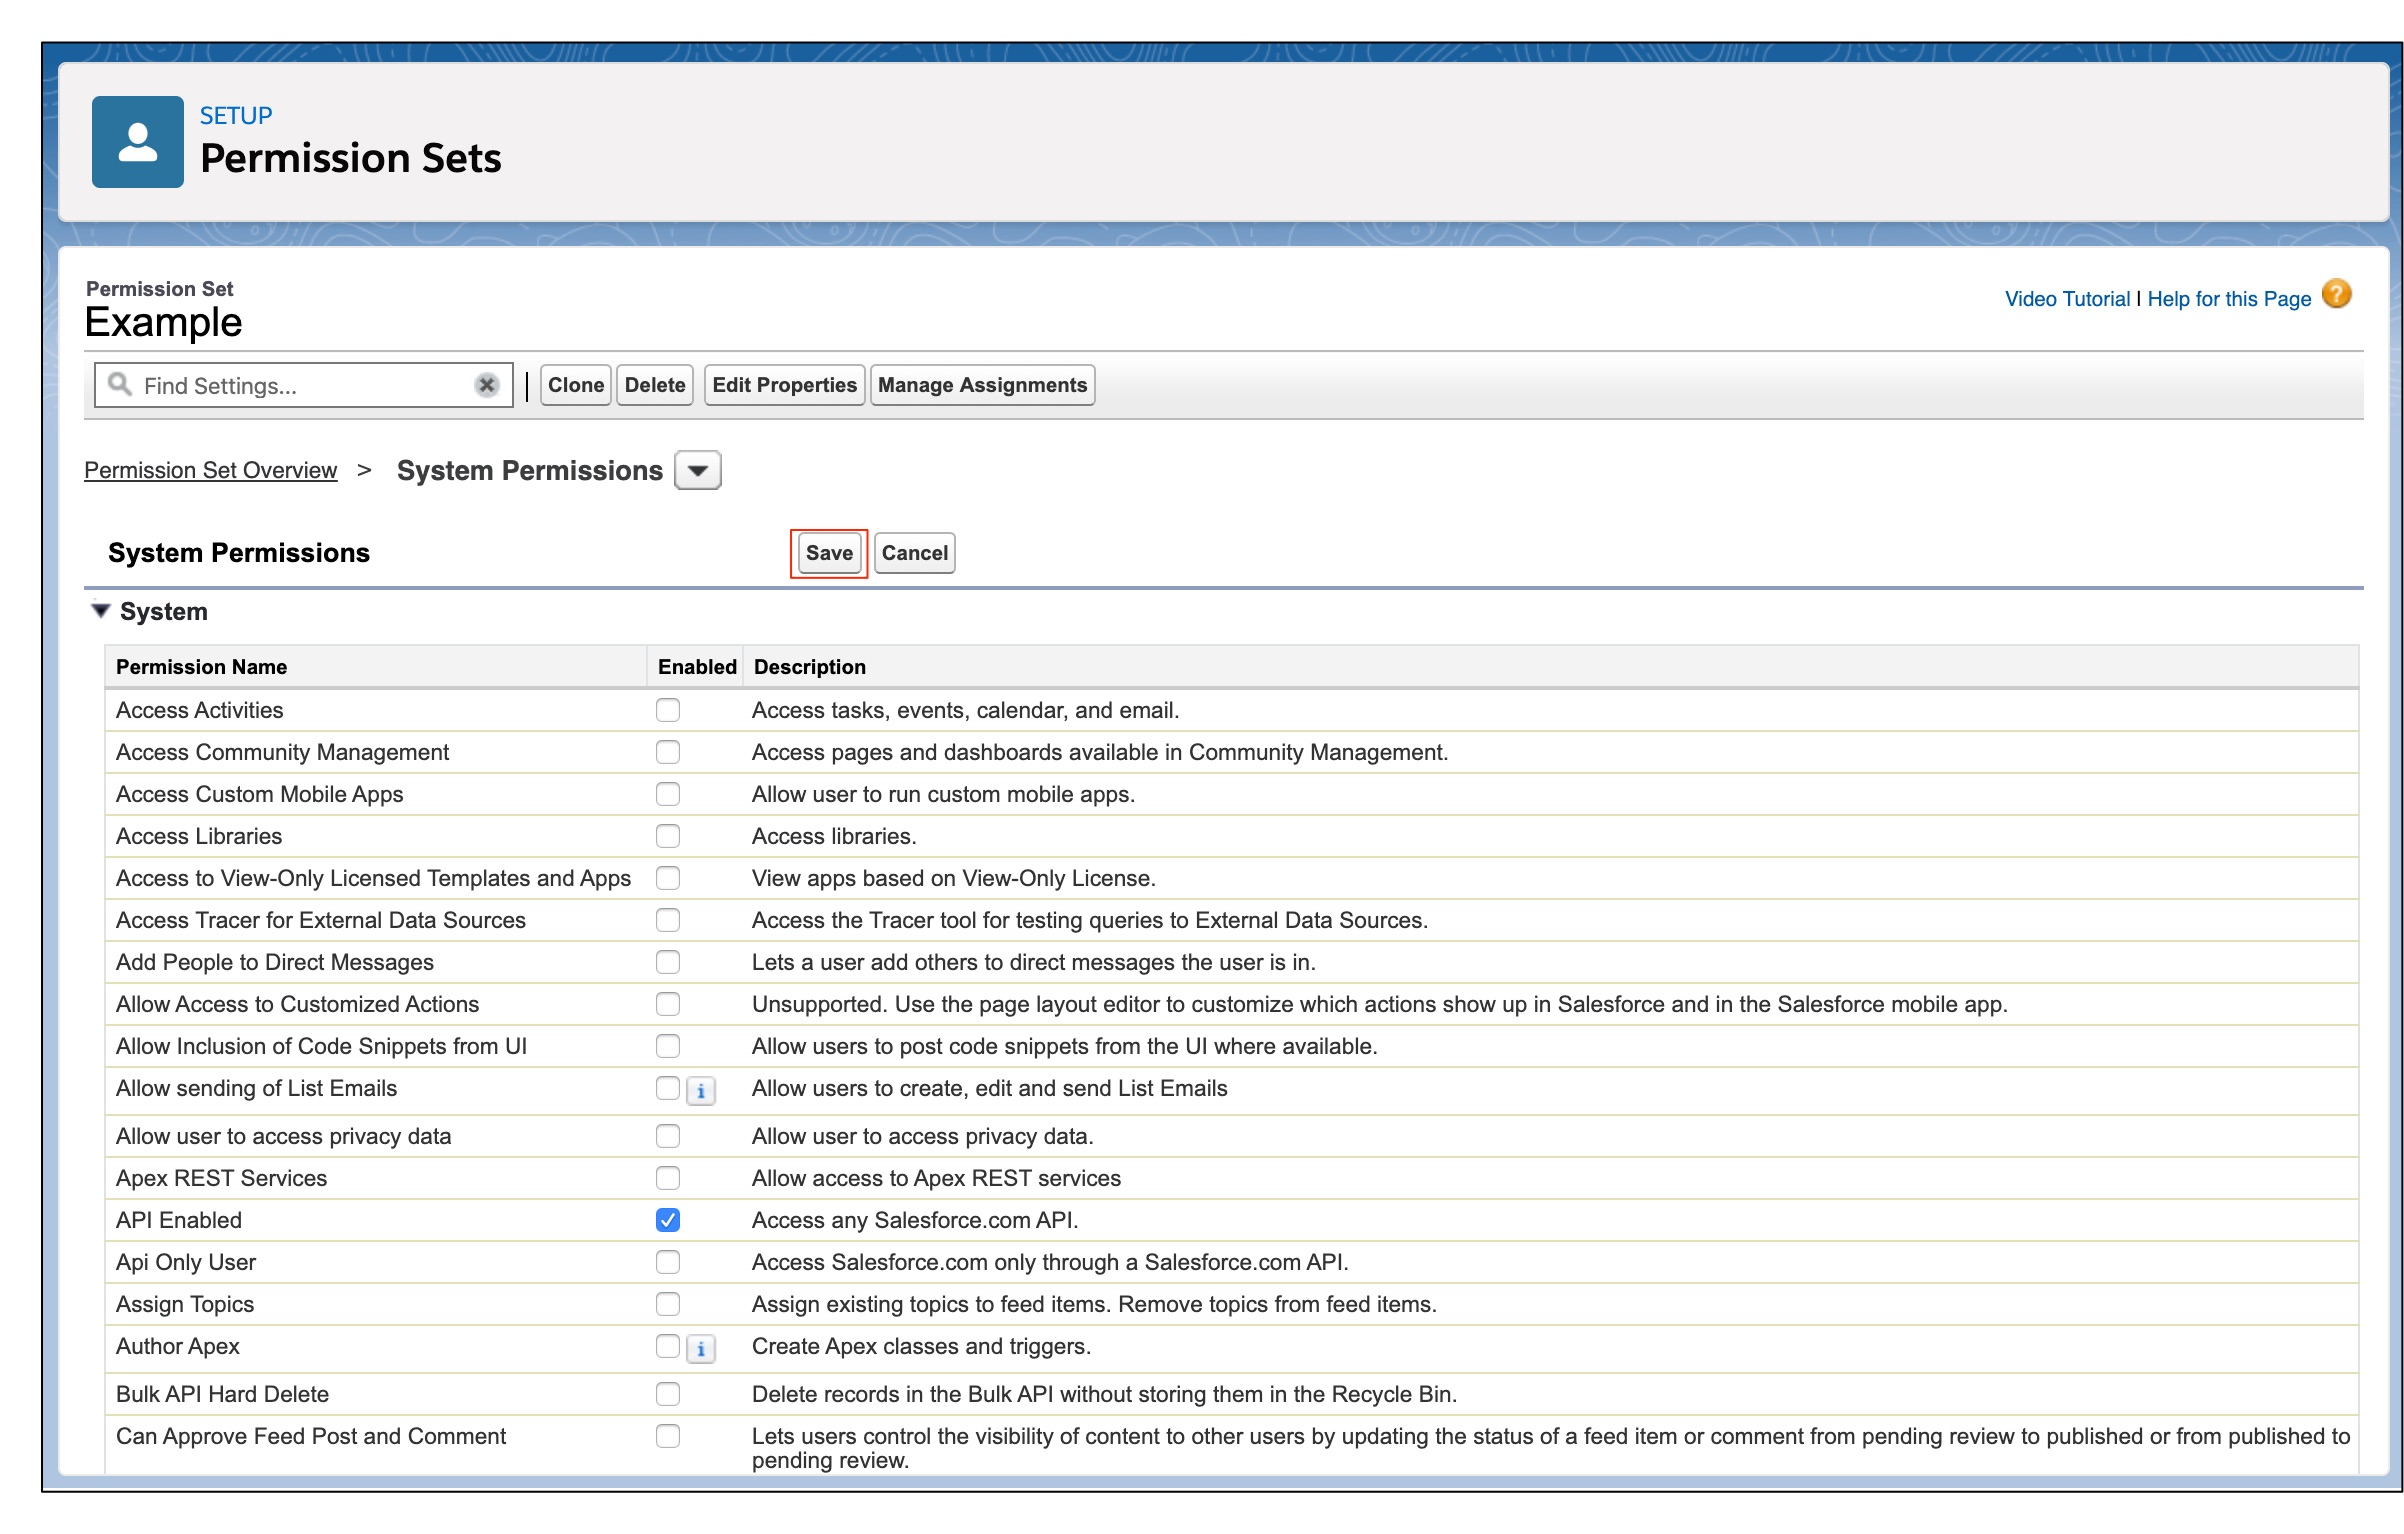 SETUP
Permission Sets
Permission Set
Example
Video Tutorial | Help for this Page ?
Find Settings... Clone Delete Edit Properties Manage Assignments
Permission Set Overview > System Permissions
System Permissions Save Cancel
System
Permission Name Enabled Description
Access Activities Access tasks, events, calendar, and email.
Access Community Management Access pages and dashboards available in Community Management.
Access Custom Mobile Apps Allow user to run custom mobile apps.
Access Libraries Access libraries.
Access to View-Only Licensed Templates and Apps View apps based on View-Only License.
Access Tracer for External Data Sources Access the Tracer tool for testing queries to External Data Sources.
Add People to Direct Messages Lets a user add others to direct messages the user is in.
Allow Access to Customized Actions Unsupported. Use the page layout editor to customize which actions show up in Salesforce and in the Salesforce mobile app.
Allow Inclusion of Code Snippets from UI Allow users to post code snippets from the UI where available.
Allow sending of List Emails i Allow users to create, edit and send List Emails
Allow user to access privacy data Allow user to access privacy data.
Apex REST Services Allow access to Apex REST services
API Enabled Access any Salesforce.com API.
Api Only User Access Salesforce.com only through a Salesforce.com API.
Assign Topics Assign existing topics to feed items. Remove topics from feed items.
Author Apex i Create Apex classes and triggers.
Bulk API Hard Delete Delete records in the Bulk API without storing them in the Recycle Bin.
Can Approve Feed Post and Comment Lets users control the visibility of content to other users by updating the status of a feed item or comment from pending review to published or from published to
pending review.